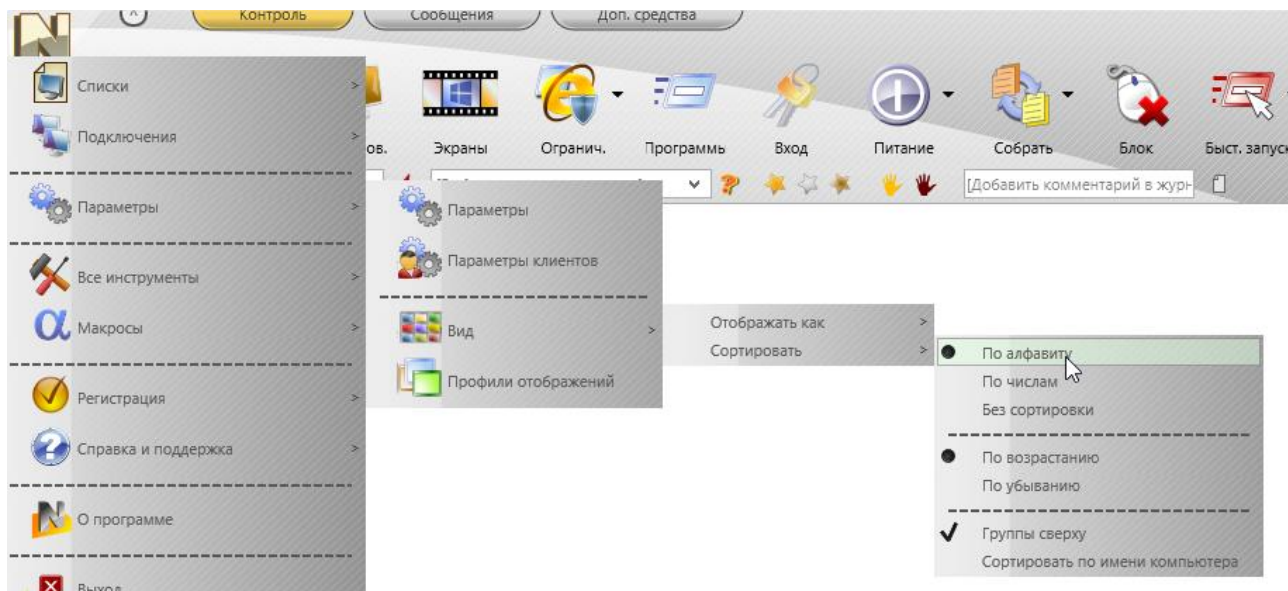 Контроль
Сообщения
Доп. средства
Списки
Подключения
Параметры
Все инструменты
Макросы
Регистрация
Справка и поддержка
О программе
Выход
ов.
Экраны
Огранич.
Программь
Вход
Питание
Собрать
Блок
Быст. запуск
[Добавить комментарий в журн
Параметры
Параметры клиентов
Вид
Профили отображений
Отображать как
Сортировать
По алфавиту
По числам
Без сортировки
По возрастанию
По убыванию
Группы сверху
Сортировать по имени компьютера